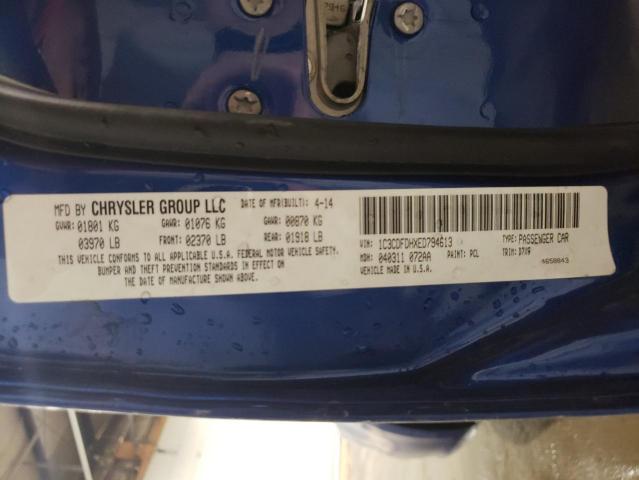 7946
MFD BY CHRYSLER GROUP LLC DATE OF MFR(BUILT): 4-14
GVWR: 01801 KG GAWR: 01076 KG GAWR: 00870 KG
03970 LB FRONT: 02370 LB REAR: 01918 LB
THIS VEHICLE CONFORMS TO ALL APPLICABLE U.S.A. FEDERAL MOTOR VEHICLE SAFETY,
BUMPER AND THEFT PREVENTION STANDARDS IN EFFECT ON
THE DATE OF MANUFACTURE SHOWN ABOVE.
VIN: 1C3CDFDHXED794613 TYPE: PASSENGER CAR
MDH: 040311 072AA PAINT: PCL TRIM: D7X9
VEHICLE MADE IN U.S.A. 4658843